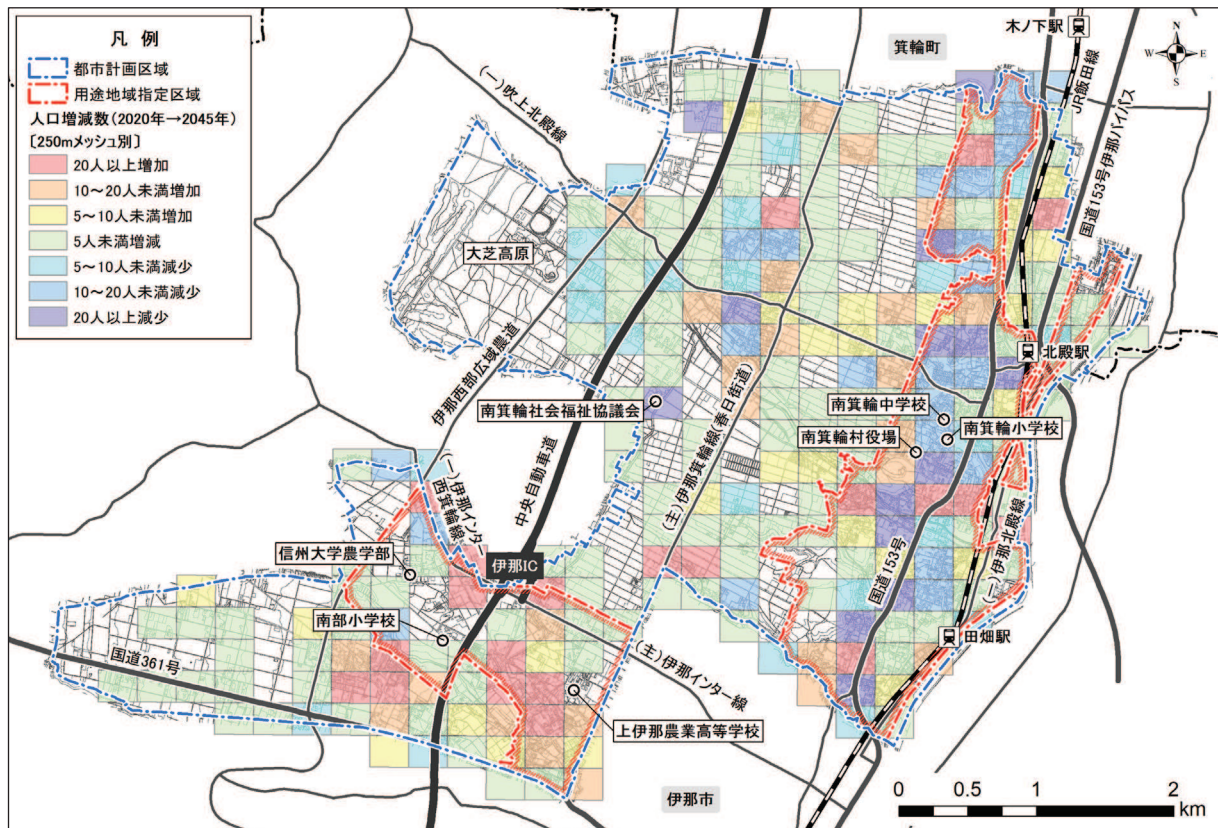 凡 例
都市計画区域
用途地域指定区域
人口増減数(2020年→2045年)
〔250mメッシュ別〕
20人以上増加
10～20人未満増加
5～10人未満増加
5人未満増減
5～10人未満減少
10～20人未満減少
20人以上減少
木ノ下駅
箕輪町
N
W
E
S
JR飯田線
国道153号伊那バイパス
(一)吹上北殿線
大芝高原
伊那西部広域農道
北殿駅
南箕輪社会福祉協議会
南箕輪中学校
南箕輪小学校
南箕輪村役場
中央自動車道
(主)伊那箕輪線(春日街道)
(一)伊那インター
西箕輪線
信州大学農学部
伊那IC
国道153号
(一)伊那北殿線
南部小学校
田畑駅
国道361号
(主)伊那インター線
上伊那農業高等学校
伊那市
0
0.5
1
2
km